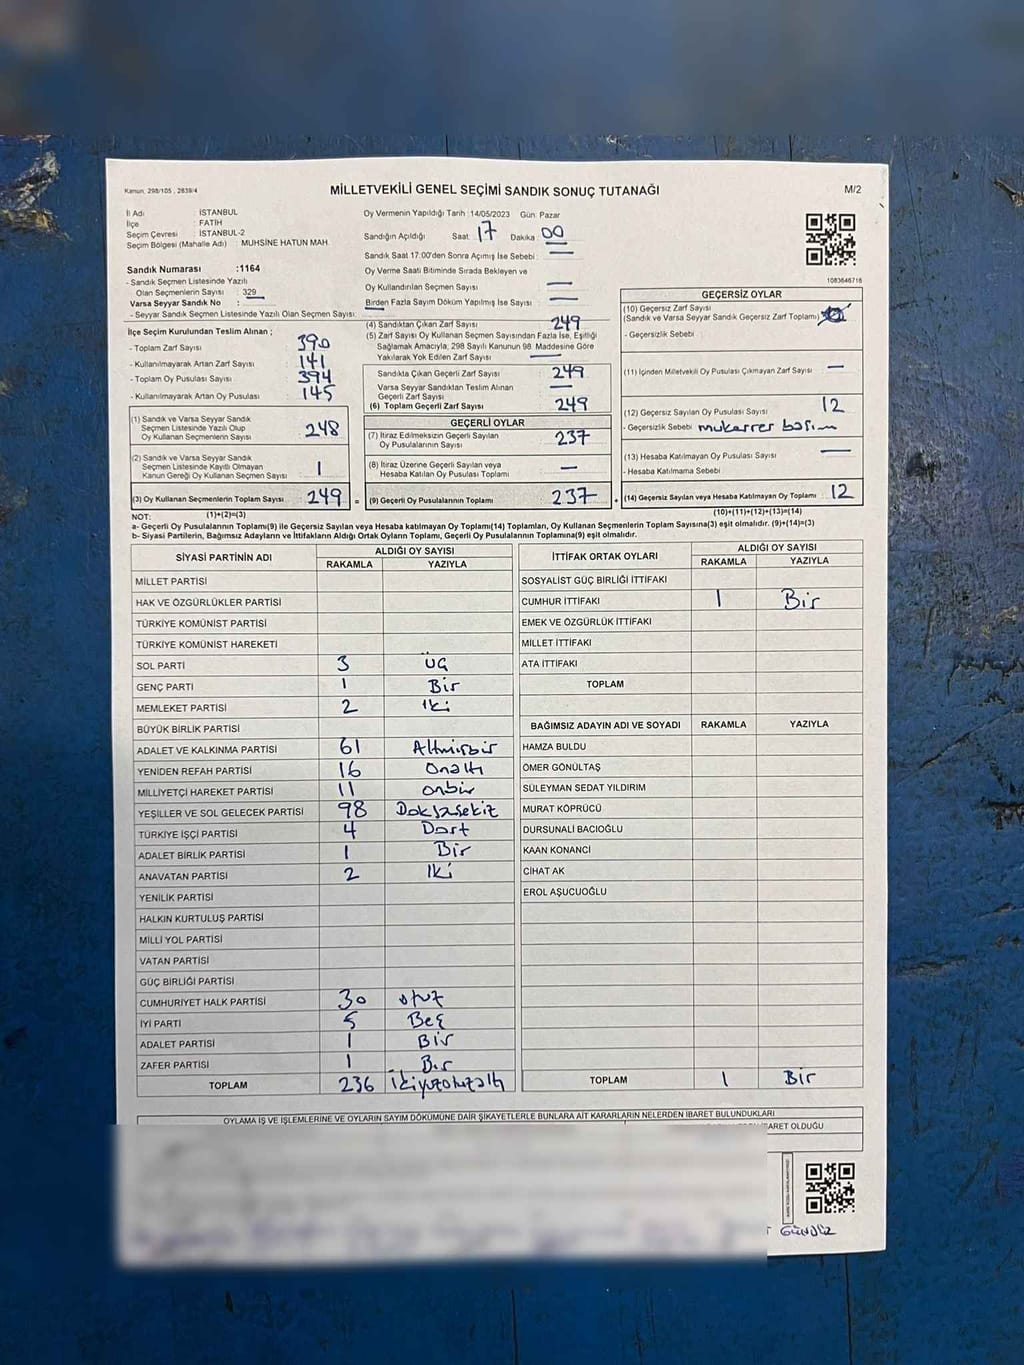 Kanun, 298/105 , 2839/4
MİLLETVEKİLİ GENEL SEÇİMİ SANDIK SONUÇ TUTANAĞI
M/2
İl Adı : İSTANBUL
İlçe : FATİH
Seçim Çevresi : İSTANBUL-2
Seçim Bölgesi (Mahalle Adı) : MUHSİNE HATUN MAH.
Sandık Numarası :1164
- Sandık Seçmen Listesinde Yazılı
Olan Seçmenlerin Sayısı : 329
Varsa Seyyar Sandık No :
- Seyyar Sandık Seçmen Listesinde Yazılı Olan Seçmen Sayısı:
Oy Vermenin Yapıldığı Tarih :14/05/2023 Gün: Pazar
Sandığın Açıldığı Saat: 17 Dakika: 00
Sandık Saat 17:00'den Sonra Açımış İse Sebebi : —
Oy Verme Saati Bitiminde Sırada Bekleyen ve
Oy Kullandırılan Seçmen Sayısı —
Birden Fazla Sayım Döküm Yapılmış İse Sayısı —
1083646716
İlçe Seçim Kurulundan Teslim Alınan ;
- Toplam Zarf Sayısı 390
- Kullanılmayarak Artan Zarf Sayısı 141
- Toplam Oy Pusulası Sayısı 394
- Kullanılmayarak Artan Oy Pusulası 145
(4) Sandıktan Çıkan Zarf Sayısı 249
(5) Zarf Sayısı Oy Kullanan Seçmen Sayısından Fazla İse, Eşitliği
Sağlamak Amacıyla, 298 Sayılı Kanunun 98. Maddesine Göre
Yakılarak Yok Edilen Zarf Sayısı —
Sandıkta Çıkan Geçerli Zarf Sayısı 249
Varsa Seyyar Sandıktan Teslim Alınan
Geçerli Zarf Sayısı —
(6) Toplam Geçerli Zarf Sayısı 249
GEÇERSİZ OYLAR
(10) Geçersiz Zarf Sayısı
(Sandık ve Varsa Seyyar Sandık Geçersiz Zarf Toplamı)
- Geçersizlik Sebebi :
(11) İçinden Milletvekili Oy Pusulası Çıkmayan Zarf Sayısı —
(12) Geçersiz Sayılan Oy Pusulası Sayısı 12
- Geçersizlik Sebebi : mukerrer basım
(13) Hesaba Katılmayan Oy Pusulası Sayısı —
- Hesaba Katılmama Sebebi :
(14) Geçersiz Sayılan veya Hesaba Katılmayan Oy Toplamı 12
(10)+(11)+(12)+(13)=(14)
(1) Sandık ve Varsa Seyyar Sandık
Seçmen Listesinde Yazılı Olup
Oy Kullanan Seçmenlerin Sayısı 248
(2) Sandık ve Varsa Seyyar Sandık
Seçmen Listesinde Kayıtlı Olmayan
Kanun Gereği Oy Kullanan Seçmen Sayısı 1
(3) Oy Kullanan Seçmenlerin Toplam Sayısı 249 =
(1)+(2)=(3)
GEÇERLİ OYLAR
(7) İtiraz Edilmeksizin Geçerli Sayılan
Oy Pusulalarının Sayısı 237
(8) İtiraz Üzerine Geçerli Sayılan veya
Hesaba Katılan Oy Pusulası Toplamı —
(9) Geçerli Oy Pusulalarının Toplamı 237 +
NOT:
a- Geçerli Oy Pusulalarının Toplamı(9) ile Geçersiz Sayılan veya Hesaba katılmayan Oy Toplamı(14) Toplamları, Oy Kullanan Seçmenlerin Toplam Sayısına(3) eşit olmalıdır. (9)+(14)=(3)
b- Siyasi Partilerin, Bağımsız Adayların ve İttifakların Aldığı Ortak Oyların Toplamı, Geçerli Oy Pusulalarının Toplamına(9) eşit olmalıdır.
SİYASİ PARTİNİN ADI ALDIĞI OY SAYISI
RAKAMLA YAZIYLA
MİLLET PARTİSİ
HAK VE ÖZGÜRLÜKLER PARTİSİ
TÜRKİYE KOMÜNİST PARTİSİ
TÜRKİYE KOMÜNİST HAREKETİ
SOL PARTİ 3 Üç
GENÇ PARTİ 1 Bir
MEMLEKET PARTİSİ 2 iki
BÜYÜK BİRLİK PARTİSİ
ADALET VE KALKINMA PARTİSİ 61 Altmışbir
YENİDEN REFAH PARTİSİ 16 Onaltı
MİLLİYETÇİ HAREKET PARTİSİ 11 onbir
YEŞİLLER VE SOL GELECEK PARTİSİ 98 Doksasekiz
TÜRKİYE İŞÇİ PARTİSİ 4 Dört
ADALET BİRLİK PARTİSİ 1 Bir
ANAVATAN PARTİSİ 2 İki
YENİLİK PARTİSİ
HALKIN KURTULUŞ PARTİSİ
MİLLİ YOL PARTİSİ
VATAN PARTİSİ
GÜÇ BİRLİĞİ PARTİSİ
CUMHURİYET HALK PARTİSİ 30 otuz
İYİ PARTİ 5 Beş
ADALET PARTİSİ 1 Bir
ZAFER PARTİSİ 1 Bir
TOPLAM 236 ikiyüzotuzaltı
İTTİFAK ORTAK OYLARI ALDIĞI OY SAYISI
RAKAMLA YAZIYLA
SOSYALİST GÜÇ BİRLİĞİ İTTİFAKI
CUMHUR İTTİFAKI 1 Bir
EMEK VE ÖZGÜRLÜK İTTİFAKI
MİLLET İTTİFAKI
ATA İTTİFAKI
TOPLAM
BAĞIMSIZ ADAYIN ADI VE SOYADI RAKAMLA YAZIYLA
HAMZA BULDU
ÖMER GÖNÜLTAŞ
SÜLEYMAN SEDAT YILDIRIM
MURAT KÖPRÜCÜ
DURSUNALİ BACIOĞLU
KAAN KONANCİ
CİHAT AK
EROL AŞUCUOĞLU
TOPLAM 1 Bir
OYLAMA İŞ VE İŞLEMLERİNE VE OYLARIN SAYIM DÖKÜMÜNE DAİR ŞİKAYETLERLE BUNLARA AİT KARARLARIN NELERDEN İBARET BULUNDUKLARI
OLDUĞU
GÜNDÜZ